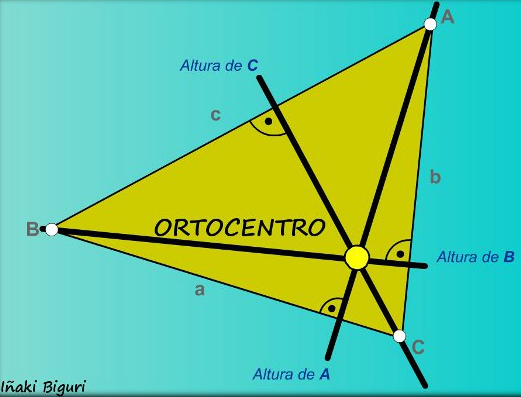 A
Altura de C
c
b
B
ORTOCENTRO
Altura de B
a
C
Altura de A
Iñaki Biguri